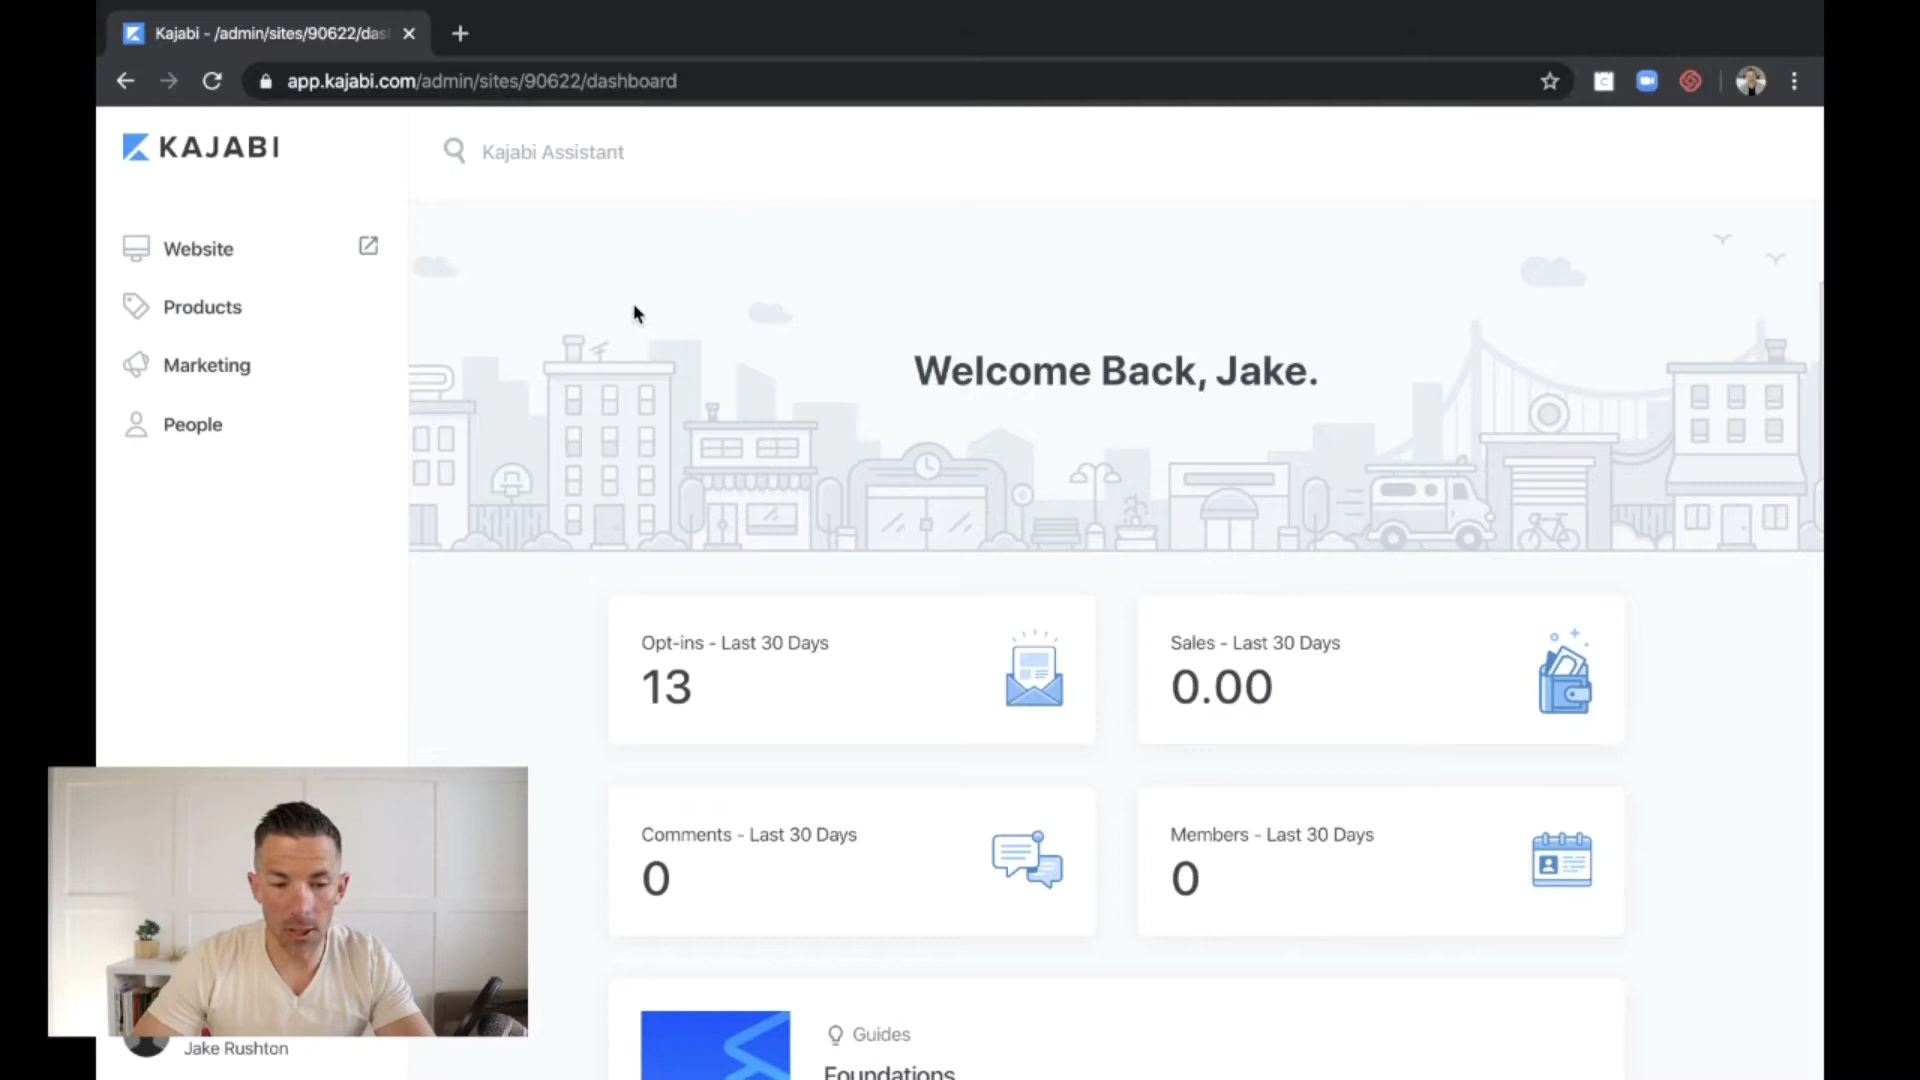 Kajabi - /admin/sites/90622/das
app.kajabi.com/admin/sites/90622/dashboard
KAJABI
Kajabi Assistant
Website
Products
Marketing
People
Welcome Back, Jake.
Opt-ins - Last 30 Days
13
Sales - Last 30 Days
0.00
Comments - Last 30 Days
0
Members - Last 30 Days
0
Guides
Foundations
Jake Rushton